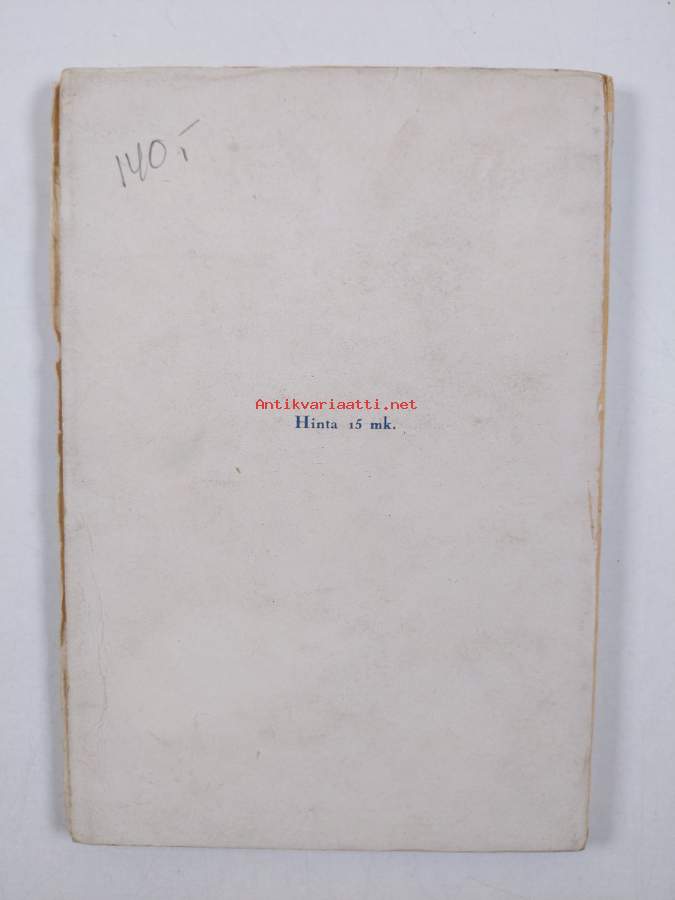 140,-
Antikvariaatti.net
Hinta 15 mk.